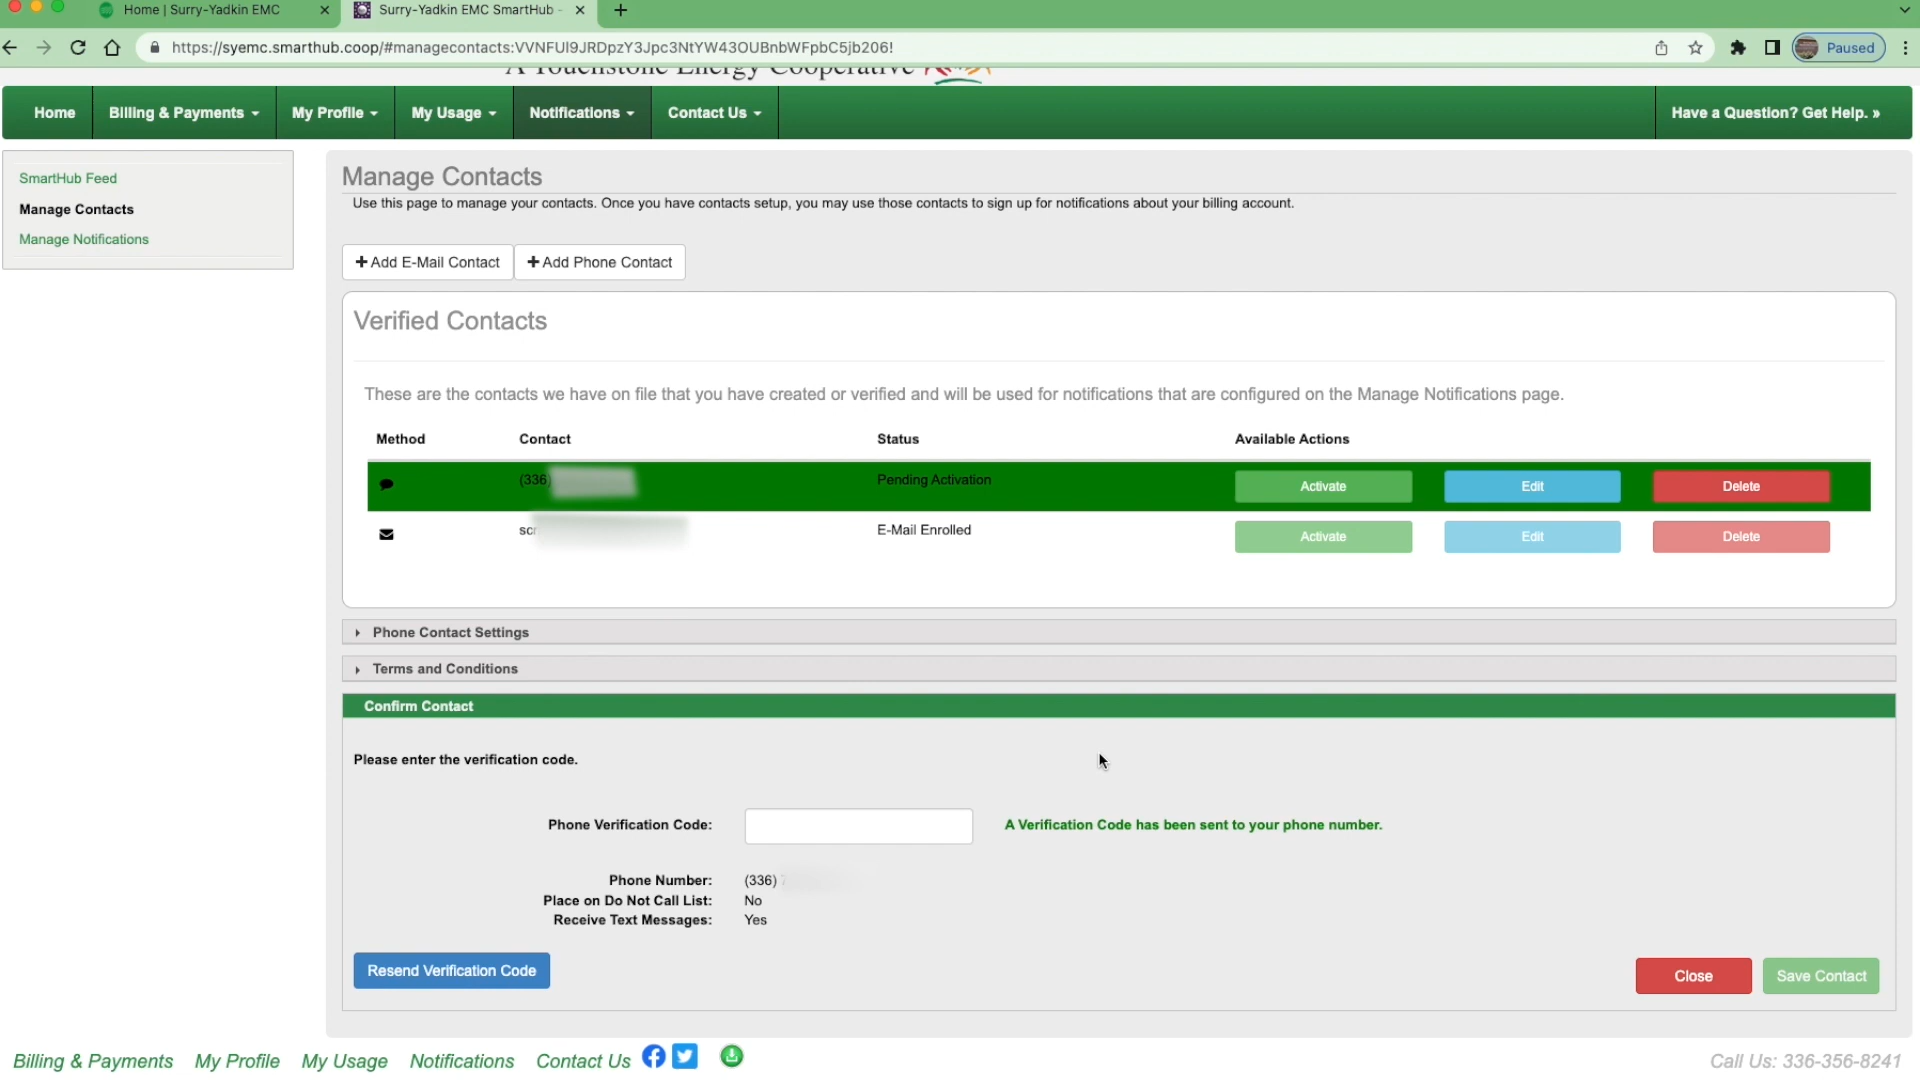 Home | Surry-Yadkin EMC
Surry-Yadkin EMC SmartHub -
https://syemc.smarthub.coop/#managecontacts:VVNFUl9JRDpzY3Jpc3NtYW43OUBnbWFpbC5jb206!
Paused
A Touchstone Energy Cooperative
Home
Billing & Payments
My Profile
My Usage
Notifications
Contact Us
Have a Question? Get Help. »
SmartHub Feed
Manage Contacts
Manage Notifications
Manage Contacts
Use this page to manage your contacts. Once you have contacts setup, you may use those contacts to sign up for notifications about your billing account.
Add E-Mail Contact
Add Phone Contact
Verified Contacts
These are the contacts we have on file that you have created or verified and will be used for notifications that are configured on the Manage Notifications page.
Method Contact Status Available Actions
(336) Pending Activation Activate Edit Delete
E-Mail Enrolled Activate Edit Delete
Phone Contact Settings
Terms and Conditions
Confirm Contact
Please enter the verification code.
Phone Verification Code: A Verification Code has been sent to your phone number.
Phone Number: (336)
Place on Do Not Call List: No
Receive Text Messages: Yes
Resend Verification Code
Close
Save Contact
Billing & Payments My Profile My Usage Notifications Contact Us
Call Us: 336-356-8241